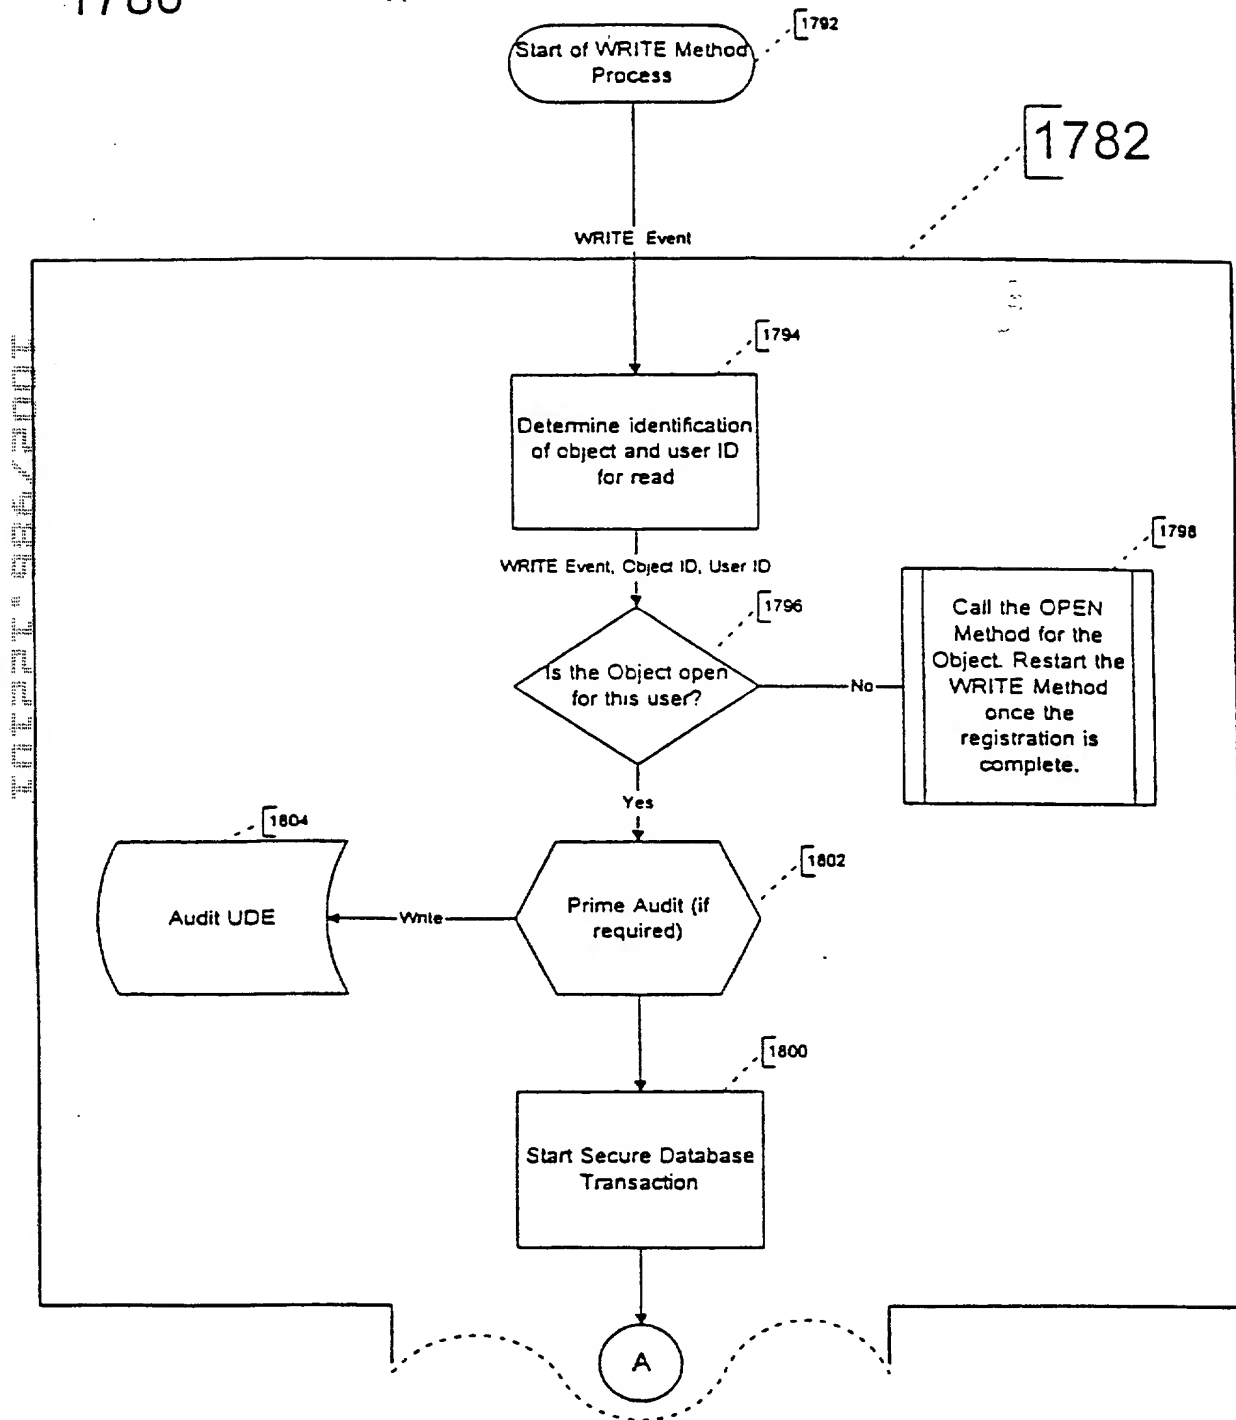 1780
Start of WRITE Method
Process
1792
1782
WRITE Event
1794
Determine identification
of object and user ID
for read
WRITE Event, Object ID, User ID
1798
1796
Is the Object open
for this user?
No
Call the OPEN
Method for the
Object. Restart the
WRITE Method
once the
registration is
complete.
Yes
1804
1802
Audit UDE
Write
Prime Audit (if
required)
1800
Start Secure Database
Transaction
A